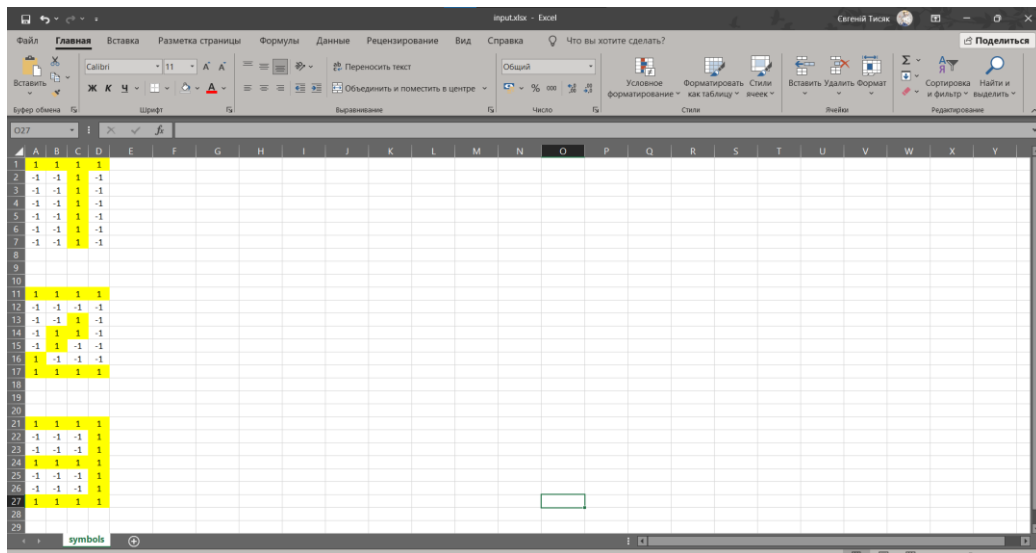 input.xlsx - Excel
Євгеній Тисяк
Файл Главная Вставка Разметка страницы Формулы Данные Рецензирование Вид Справка Что вы хотите сделать? Поделиться
Вставить Calibri 11 Ж К Ч Переносить текст Объединить и поместить в центре Общий % 000 Условное форматирование Форматировать как таблицу Стили ячеек Вставить Удалить Формат Σ Сортировка и фильтр Найти и выделить
Буфер обмена Шрифт Выравнивание Число Стили Ячейки Редактирование
O27 fx
A B C D E F G H I J K L M N O P Q R S T U V W X Y
1 1 1 1 1
2 -1 -1 1 -1
3 -1 -1 1 -1
4 -1 -1 1 -1
5 -1 -1 1 -1
6 -1 -1 1 -1
7 -1 -1 1 -1
8
9
10
11 1 1 1 1
12 -1 -1 -1 -1
13 -1 -1 1 -1
14 -1 1 1 -1
15 -1 1 -1 -1
16 1 -1 -1 -1
17 1 1 1 1
18
19
20
21 1 1 1 1
22 -1 -1 -1 1
23 -1 -1 -1 1
24 1 1 1 1
25 -1 -1 -1 1
26 -1 -1 -1 1
27 1 1 1 1
28
29
symbols